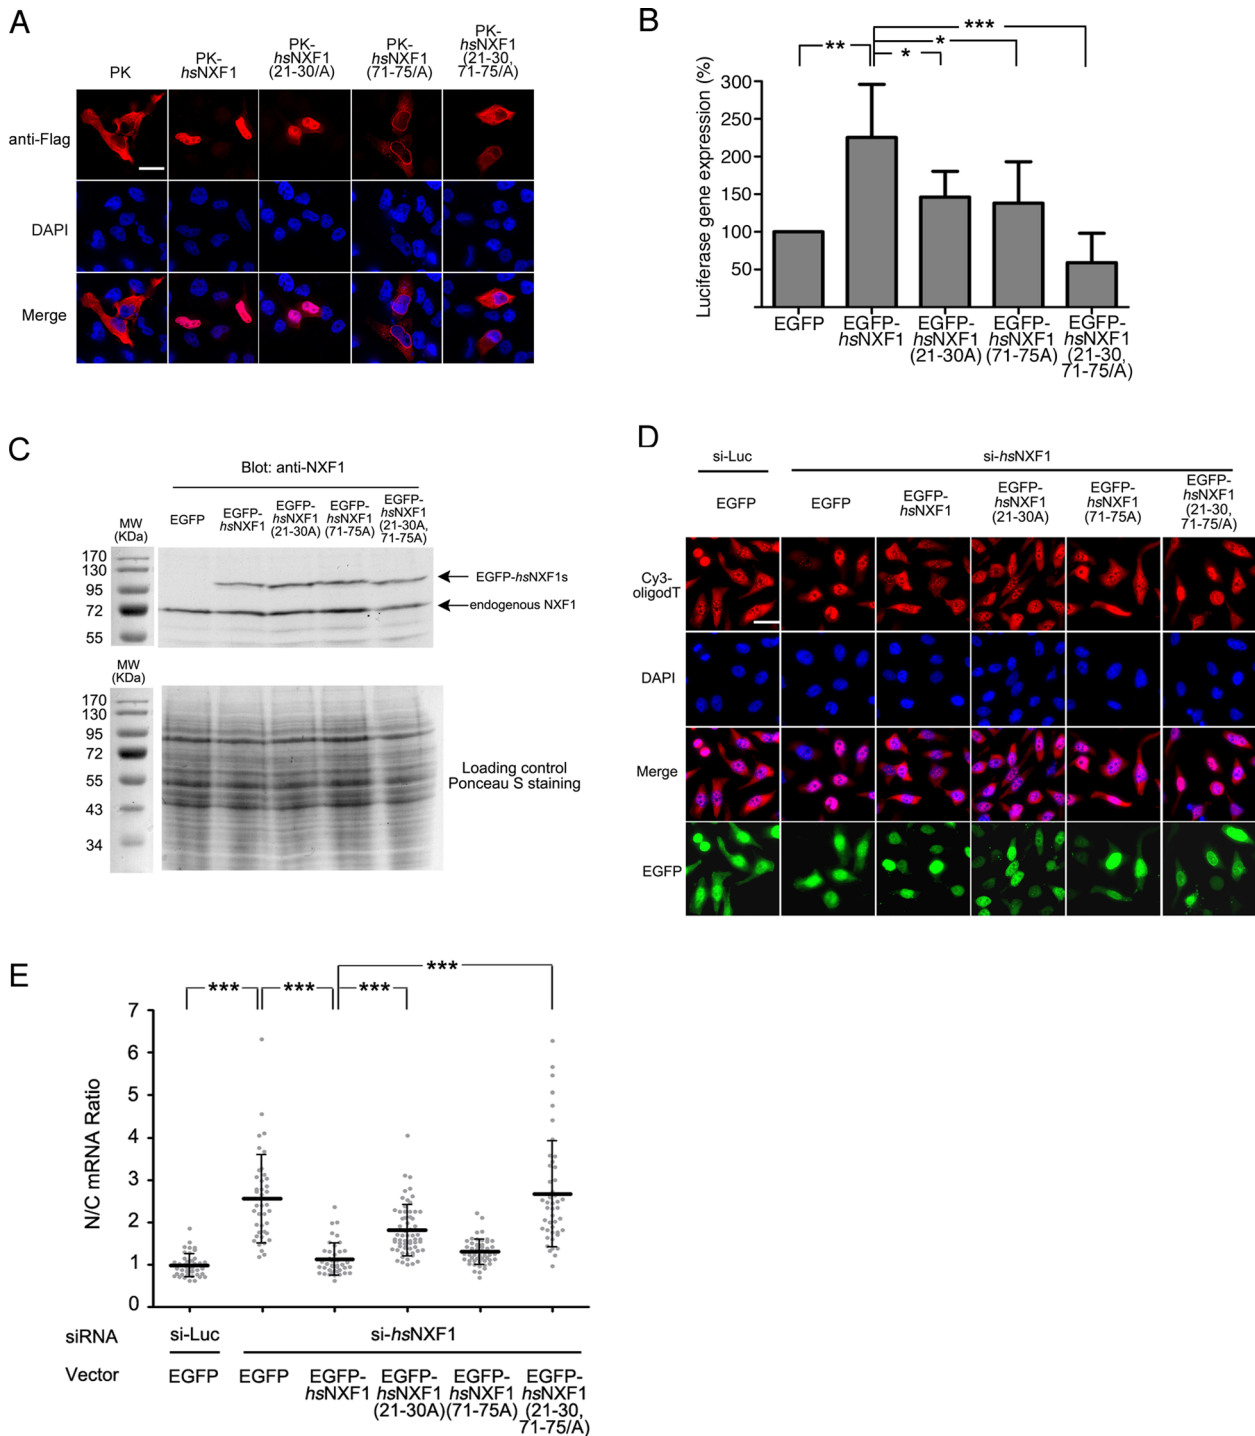 A
PK
PK-
hsNXF1
PK-
hsNXF1
(21-30/A)
PK-
hsNXF1
(71-75/A)
PK-
hsNXF1
(21-30,
71-75/A)
anti-Flag
DAPI
Merge
B
***
**
*
*
Luciferase gene expression (%)
300
250
200
150
100
50
EGFP
EGFP-
hsNXF1
EGFP-
hsNXF1
(21-30A)
EGFP-
hsNXF1
(71-75A)
EGFP-
hsNXF1
(21-30,
71-75/A)
C
Blot: anti-NXF1
MW
(KDa)
EGFP
EGFP-
hsNXF1
EGFP-
hsNXF1
(21-30A)
EGFP-
hsNXF1
(71-75A)
EGFP-
hsNXF1
(21-30A,
71-75A)
170
130
95
72
55
EGFP-hsNXF1s
endogenous NXF1
MW
(KDa)
170
130
95
72
55
43
34
Loading control
Ponceau S staining
D
si-Luc
si-hsNXF1
EGFP
EGFP
EGFP-
hsNXF1
EGFP-
hsNXF1
(21-30A)
EGFP-
hsNXF1
(71-75A)
EGFP-
hsNXF1
(21-30,
71-75/A)
Cy3-
oligodT
DAPI
Merge
EGFP
E
***
***
***
***
N/C mRNA Ratio
7
6
5
4
3
2
1
0
siRNA
si-Luc
si-hsNXF1
Vector
EGFP
EGFP
EGFP-
hsNXF1
EGFP-
hsNXF1
(21-30A)
EGFP-
hsNXF1
(71-75A)
EGFP-
hsNXF1
(21-30,
71-75/A)